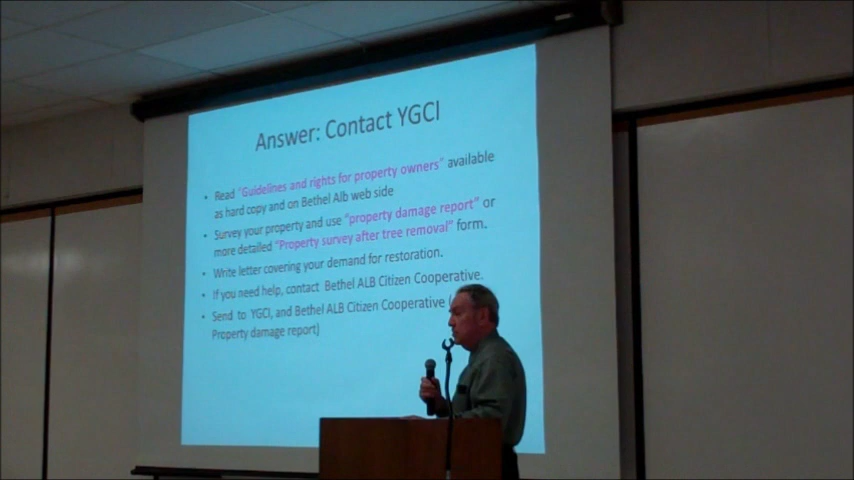 Answer: Contact YGCI
• Read "Guidelines and rights for property owners" available
as hard copy and on Bethel Alb web side
• Survey your property and use "property damage report" or
more detailed "Property survey after tree removal" form.
• Write letter covering your demand for restoration.
• If you need help, contact Bethel ALB Citizen Cooperative.
• Send to YGCI, and Bethel ALB Citizen Cooperative (
Property damage report)